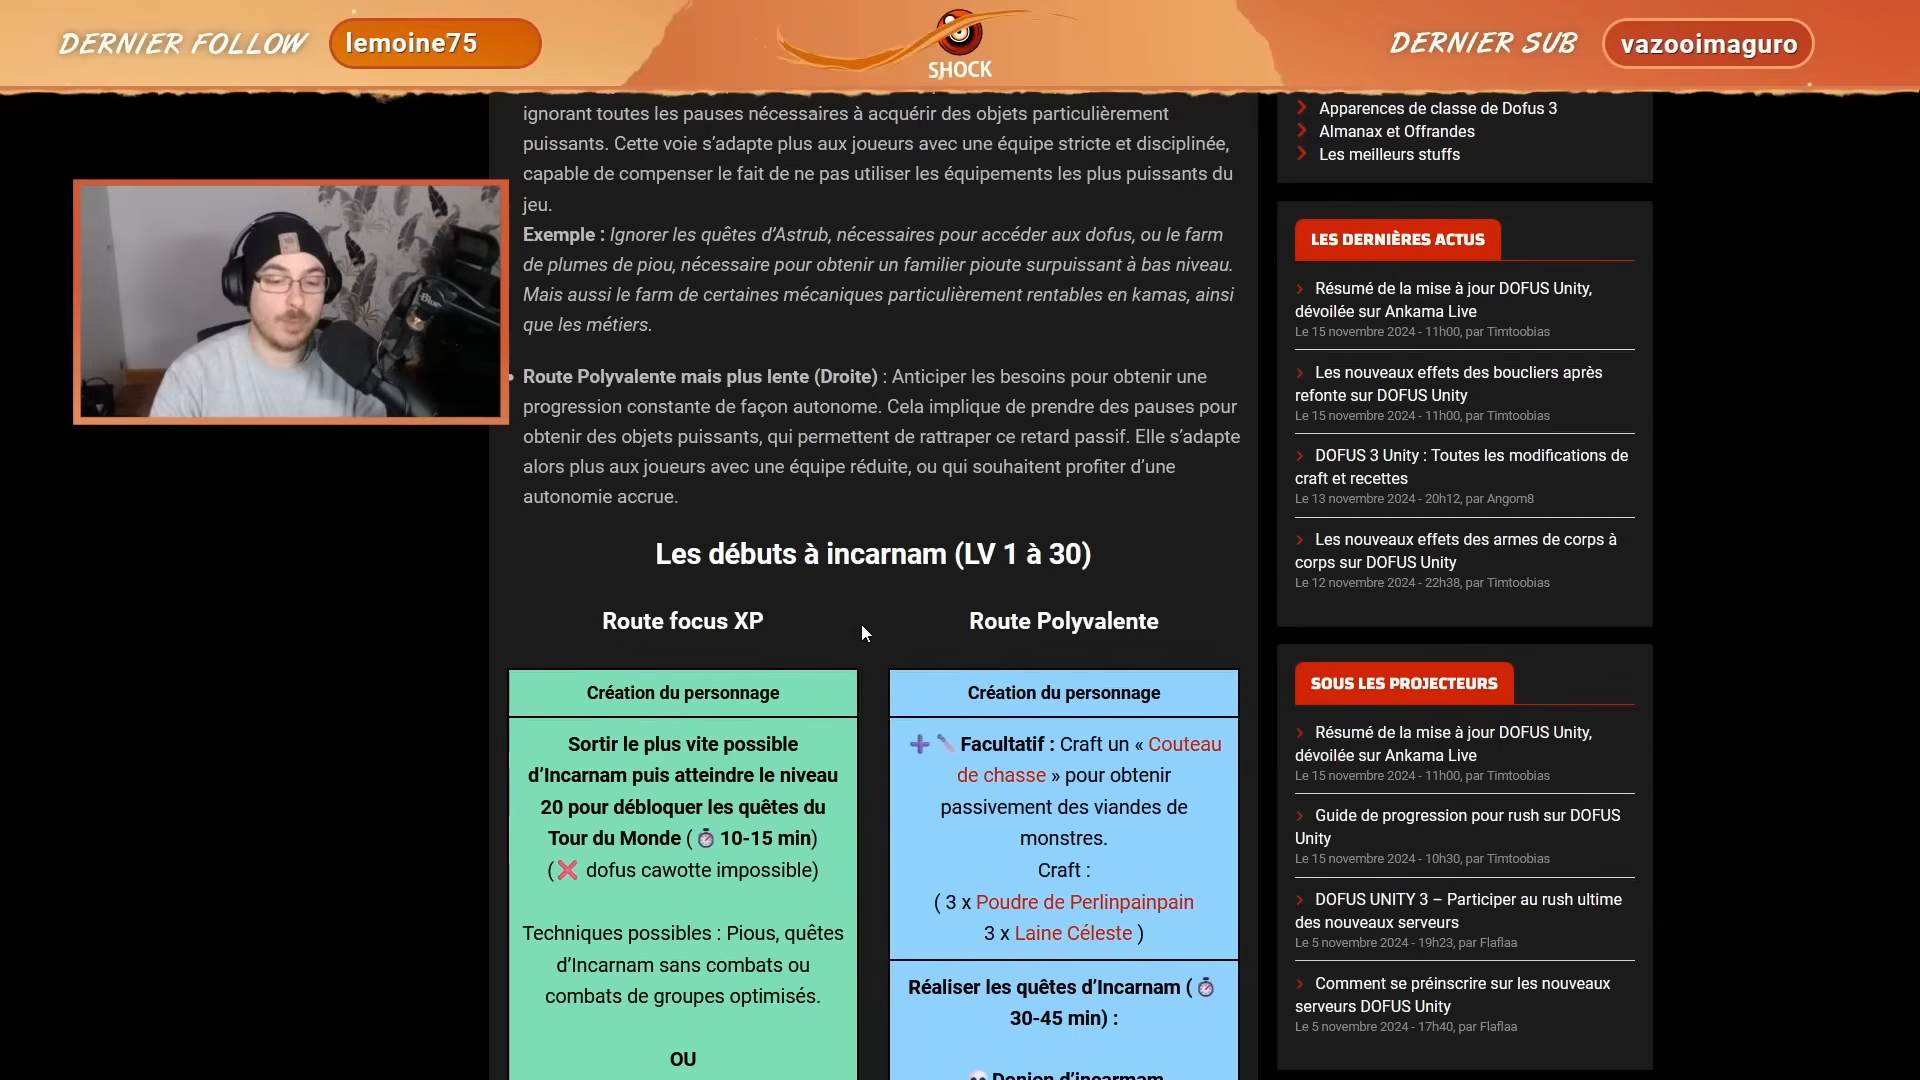 DERNIER FOLLOW
lemoine75
SHOCK
DERNIER SUB
vazooimaguro
ignorant toutes les pauses nécessaires à acquérir des objets particulièrement
puissants. Cette voie s’adapte plus aux joueurs avec une équipe stricte et disciplinée,
capable de compenser le fait de ne pas utiliser les équipements les plus puissants du
jeu.
Exemple : Ignorer les quêtes d’Astrub, nécessaires pour accéder aux dofus, ou le farm
de plumes de piou, nécessaire pour obtenir un familier pioute surpuissant à bas niveau.
Mais aussi le farm de certaines mécaniques particulièrement rentables en kamas, ainsi
que les métiers.
Route Polyvalente mais plus lente (Droite) : Anticiper les besoins pour obtenir une
progression constante de façon autonome. Cela implique de prendre des pauses pour
obtenir des objets puissants, qui permettent de rattraper ce retard passif. Elle s’adapte
alors plus aux joueurs avec une équipe réduite, ou qui souhaitent profiter d’une
autonomie accrue.
Les débuts à incarnam (LV 1 à 30)
Route focus XP
Création du personnage
Sortir le plus vite possible
d’Incarnam puis atteindre le niveau
20 pour débloquer les quêtes du
Tour du Monde ( ⏱ 10-15 min)
(❌ dofus cawotte impossible)
Techniques possibles : Pious, quêtes
d’Incarnam sans combats ou
combats de groupes optimisés.
OU
Route Polyvalente
Création du personnage
➕ 🔪 Facultatif : Craft un « Couteau
de chasse » pour obtenir
passivement des viandes de
monstres.
Craft :
( 3 x Poudre de Perlinpainpain
3 x Laine Céleste )
Réaliser les quêtes d’Incarnam ( ⏱
30-45 min) :
Donjon d’incarmam
Apparences de classe de Dofus 3
Almanax et Offrandes
Les meilleurs stuffs
LES DERNIÈRES ACTUS
Résumé de la mise à jour DOFUS Unity,
dévoilée sur Ankama Live
Le 15 novembre 2024 - 11h00, par Timtoobias
Les nouveaux effets des boucliers après
refonte sur DOFUS Unity
Le 15 novembre 2024 - 11h00, par Timtoobias
DOFUS 3 Unity : Toutes les modifications de
craft et recettes
Le 13 novembre 2024 - 20h12, par Angom8
Les nouveaux effets des armes de corps à
corps sur DOFUS Unity
Le 12 novembre 2024 - 22h38, par Timtoobias
SOUS LES PROJECTEURS
Résumé de la mise à jour DOFUS Unity,
dévoilée sur Ankama Live
Le 15 novembre 2024 - 11h00, par Timtoobias
Guide de progression pour rush sur DOFUS
Unity
Le 15 novembre 2024 - 10h30, par Timtoobias
DOFUS UNITY 3 – Participer au rush ultime
des nouveaux serveurs
Le 5 novembre 2024 - 19h23, par Flaflaa
Comment se préinscrire sur les nouveaux
serveurs DOFUS Unity
Le 5 novembre 2024 - 17h40, par Flaflaa